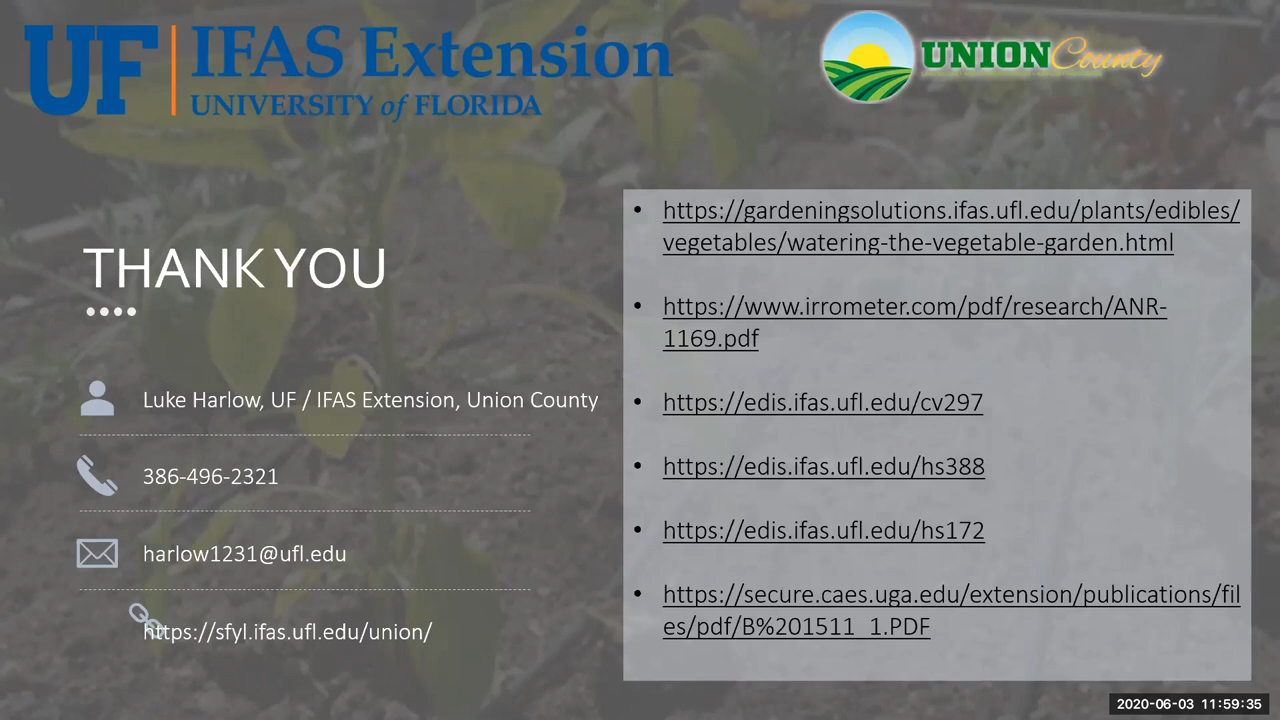 UF IFAS Extension
UNIVERSITY of FLORIDA
UNION County
THANK YOU
Luke Harlow, UF / IFAS Extension, Union County
386-496-2321
harlow1231@ufl.edu
https://sfyl.ifas.ufl.edu/union/
• https://gardeningsolutions.ifas.ufl.edu/plants/edibles/
vegetables/watering-the-vegetable-garden.html
• https://www.irrometer.com/pdf/research/ANR-
1169.pdf
• https://edis.ifas.ufl.edu/cv297
• https://edis.ifas.ufl.edu/hs388
• https://edis.ifas.ufl.edu/hs172
• https://secure.caes.uga.edu/extension/publications/fil
es/pdf/B%201511_1.PDF
2020-06-03 11:59:35